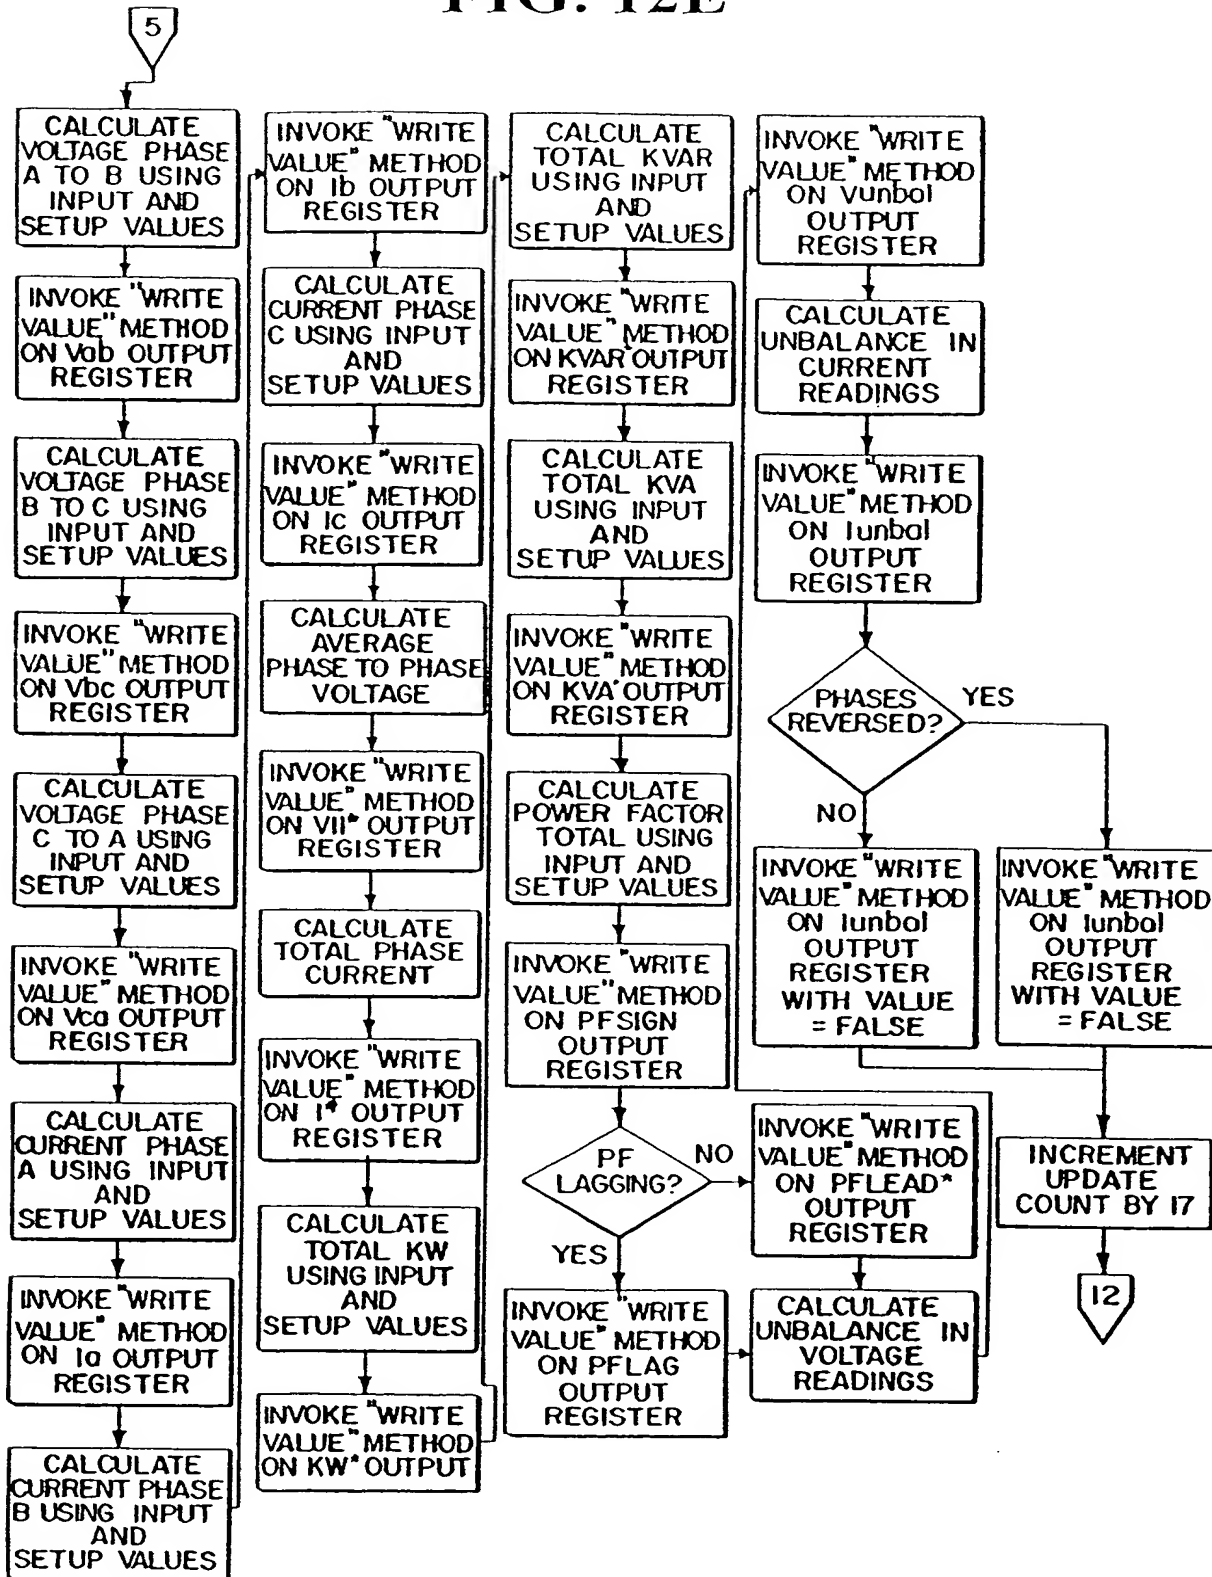 FIG. 12E
5
CALCULATE
VOLTAGE PHASE
A TO B USING
INPUT AND
SETUP VALUES
INVOKE "WRITE
VALUE" METHOD
ON Vab OUTPUT
REGISTER
CALCULATE
VOLTAGE PHASE
B TO C USING
INPUT AND
SETUP VALUES
INVOKE "WRITE
VALUE" METHOD
ON Vbc OUTPUT
REGISTER
CALCULATE
VOLTAGE PHASE
C TO A USING
INPUT AND
SETUP VALUES
INVOKE "WRITE
VALUE" METHOD
ON Vca OUTPUT
REGISTER
CALCULATE
CURRENT PHASE
A USING INPUT
AND
SETUP VALUES
INVOKE "WRITE
VALUE" METHOD
ON Ia OUTPUT
REGISTER
CALCULATE
CURRENT PHASE
B USING INPUT
AND
SETUP VALUES
INVOKE "WRITE
VALUE" METHOD
ON Ib OUTPUT
REGISTER
CALCULATE
CURRENT PHASE
C USING INPUT
AND
SETUP VALUES
INVOKE "WRITE
VALUE" METHOD
ON Ic OUTPUT
REGISTER
CALCULATE
AVERAGE
PHASE TO PHASE
VOLTAGE
INVOKE "WRITE
VALUE" METHOD
ON Vll* OUTPUT
REGISTER
CALCULATE
TOTAL PHASE
CURRENT
INVOKE "WRITE
VALUE" METHOD
ON I* OUTPUT
REGISTER
CALCULATE
TOTAL KW
USING INPUT
AND
SETUP VALUES
INVOKE "WRITE
VALUE" METHOD
ON KW* OUTPUT
CALCULATE
TOTAL KVAR
USING INPUT
AND
SETUP VALUES
INVOKE "WRITE
VALUE" METHOD
ON KVAR* OUTPUT
REGISTER
CALCULATE
TOTAL KVA
USING INPUT
AND
SETUP VALUES
INVOKE "WRITE
VALUE" METHOD
ON KVA* OUTPUT
REGISTER
CALCULATE
POWER FACTOR
TOTAL USING
INPUT AND
SETUP VALUES
INVOKE "WRITE
VALUE" METHOD
ON PFSIGN
OUTPUT
REGISTER
PF
LAGGING?
NO
YES
INVOKE "WRITE
VALUE" METHOD
ON PFLAG
OUTPUT
REGISTER
INVOKE "WRITE
VALUE" METHOD
ON PFLEAD*
OUTPUT
REGISTER
CALCULATE
UNBALANCE IN
VOLTAGE
READINGS
INVOKE "WRITE
VALUE" METHOD
ON Vunbal
OUTPUT
REGISTER
CALCULATE
UNBALANCE IN
CURRENT
READINGS
INVOKE "WRITE
VALUE" METHOD
ON Iunbal
OUTPUT
REGISTER
PHASES
REVERSED?
YES
NO
INVOKE "WRITE
VALUE" METHOD
ON Iunbal
OUTPUT
REGISTER
WITH VALUE
= FALSE
INVOKE "WRITE
VALUE" METHOD
ON Iunbal
OUTPUT
REGISTER
WITH VALUE
= FALSE
INCREMENT
UPDATE
COUNT BY 17
12